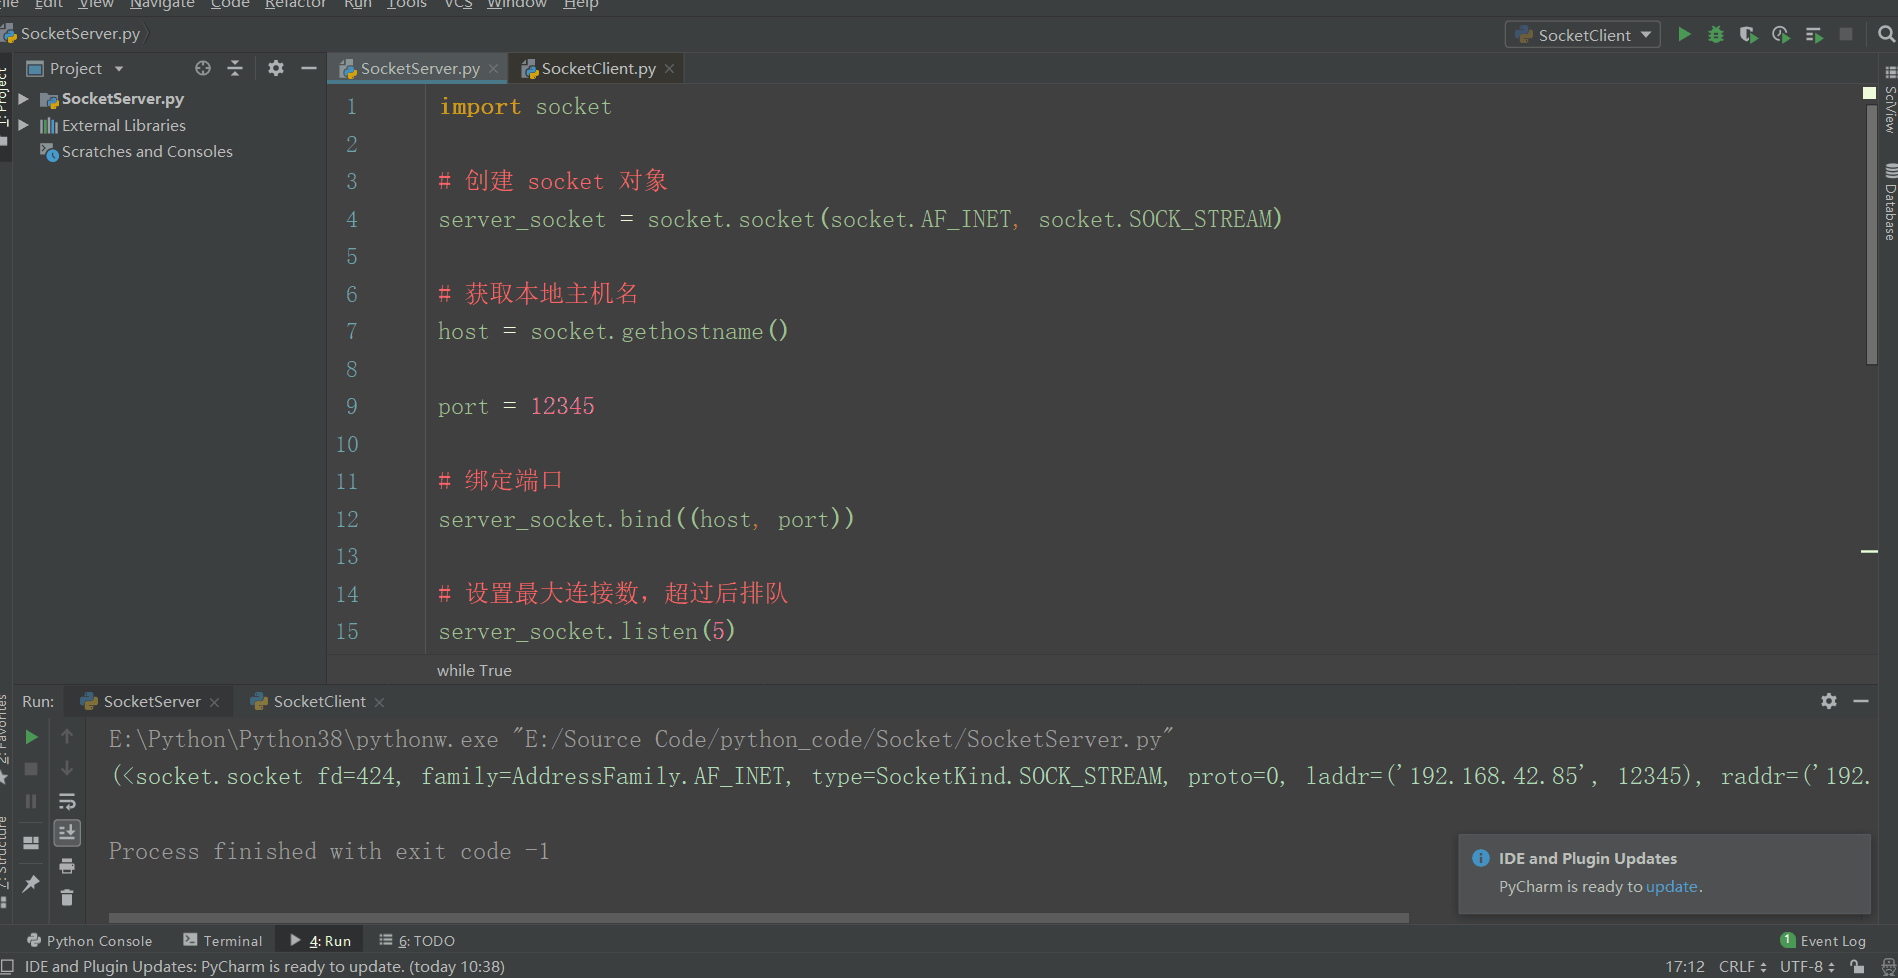 File Edit View Navigate Code Refactor Run Tools VCS Window Help
SocketServer.py
SocketClient
1: Project
Project
SocketServer.py
External Libraries
Scratches and Consoles
SocketServer.py
SocketClient.py
1 import socket
2
3 # 创建 socket 对象
4 server_socket = socket.socket(socket.AF_INET, socket.SOCK_STREAM)
5
6 # 获取本地主机名
7 host = socket.gethostname()
8
9 port = 12345
10
11 # 绑定端口
12 server_socket.bind((host, port))
13
14 # 设置最大连接数，超过后排队
15 server_socket.listen(5)
while True
SciView
Database
Run: SocketServer SocketClient
2: Favorites
7: Structure
E:\Python\Python38\pythonw.exe "E:/Source Code/python_code/Socket/SocketServer.py"
(<socket.socket fd=424, family=AddressFamily.AF_INET, type=SocketKind.SOCK_STREAM, proto=0, laddr=('192.168.42.85', 12345), raddr=('192.
Process finished with exit code -1
IDE and Plugin Updates
PyCharm is ready to update.
Python Console Terminal 4: Run 6: TODO
1 Event Log
IDE and Plugin Updates: PyCharm is ready to update. (today 10:38)
17:12 CRLF UTF-8